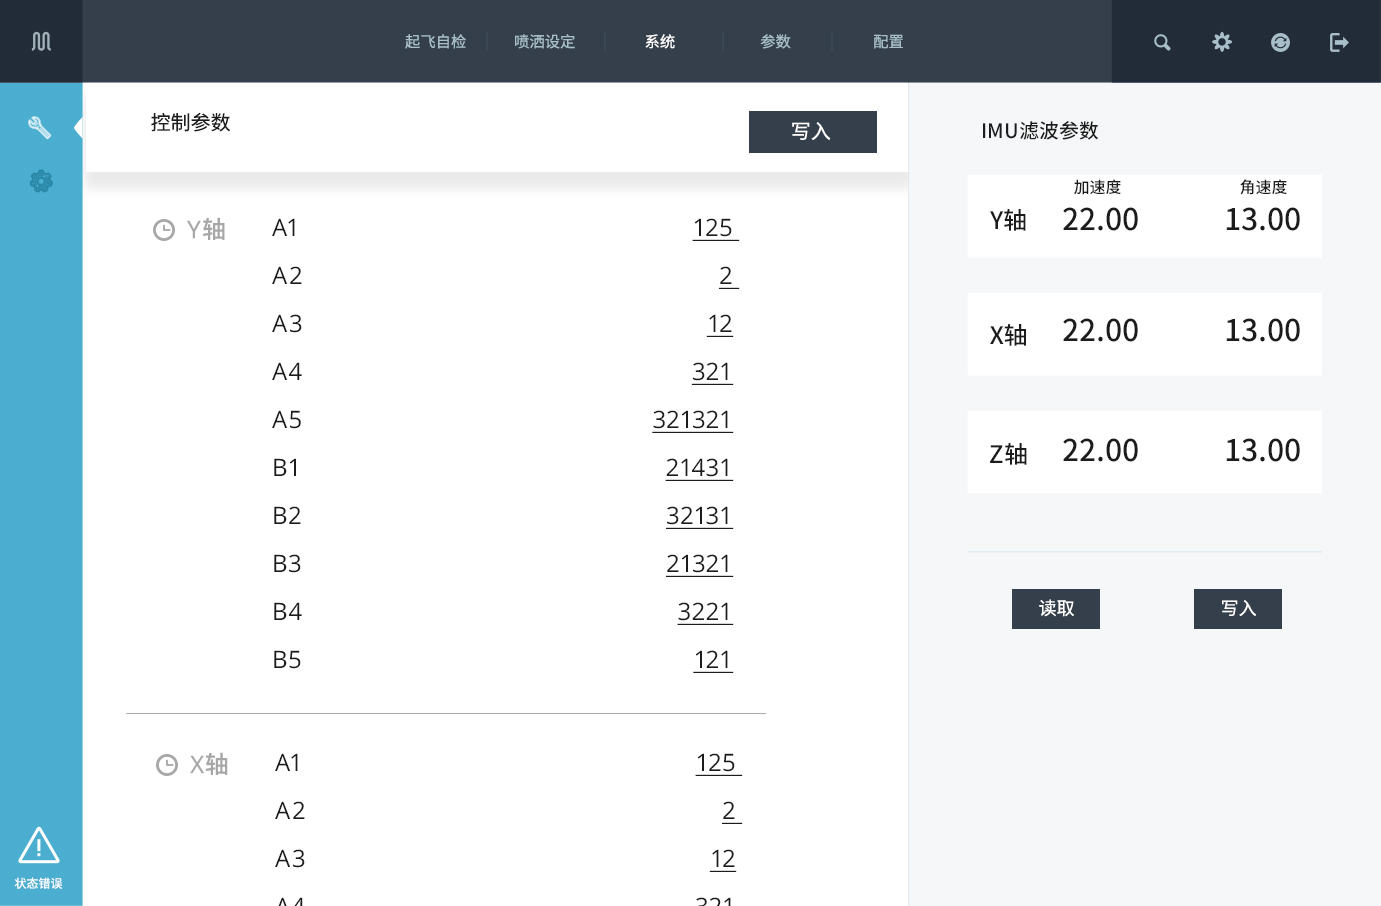 起飞自检 喷洒设定 系统 参数 配置
控制参数 写入
Y轴 A1 125
A2 2
A3 12
A4 321
A5 321321
B1 21431
B2 32131
B3 21321
B4 3221
B5 121
X轴 A1 125
A2 2
A3 12
A4 321
状态错误
IMU滤波参数
加速度 角速度
Y轴 22.00 13.00
X轴 22.00 13.00
Z轴 22.00 13.00
读取 写入